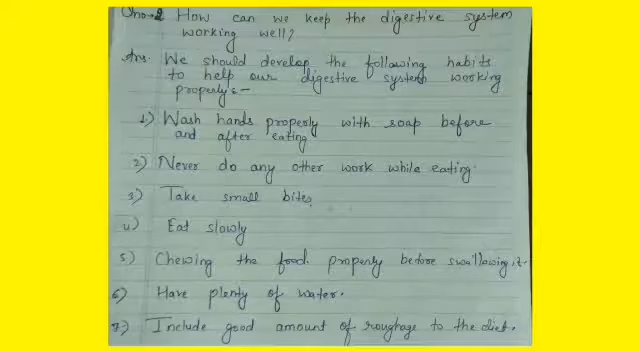 Qno-2 How can we keep the digestive system
working well?
Ans. We should develop the following habits
to help our digestive system working
properly:-
1) Wash hands properly with soap before
and after eating
2) Never do any other work while eating.
3) Take small bites.
4) Eat slowly
5) Chewing the food properly before swallowing it.
6) Have plenty of water.
7) Include good amount of roughage to the diet.